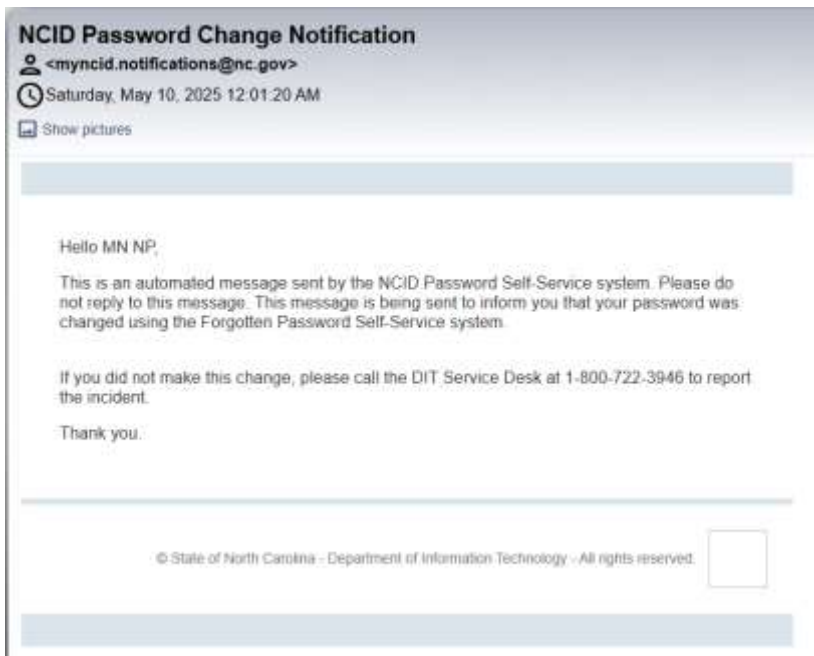 NCID Password Change Notification
<myncid.notifications@nc.gov>
Saturday, May 10, 2025 12:01:20 AM
Show pictures
Hello MN NP,
This is an automated message sent by the NCID Password Self-Service system. Please do
not reply to this message. This message is being sent to inform you that your password was
changed using the Forgotten Password Self-Service system.
If you did not make this change, please call the DIT Service Desk at 1-800-722-3946 to report
the incident.
Thank you.
© State of North Carolina - Department of Information Technology - All rights reserved.